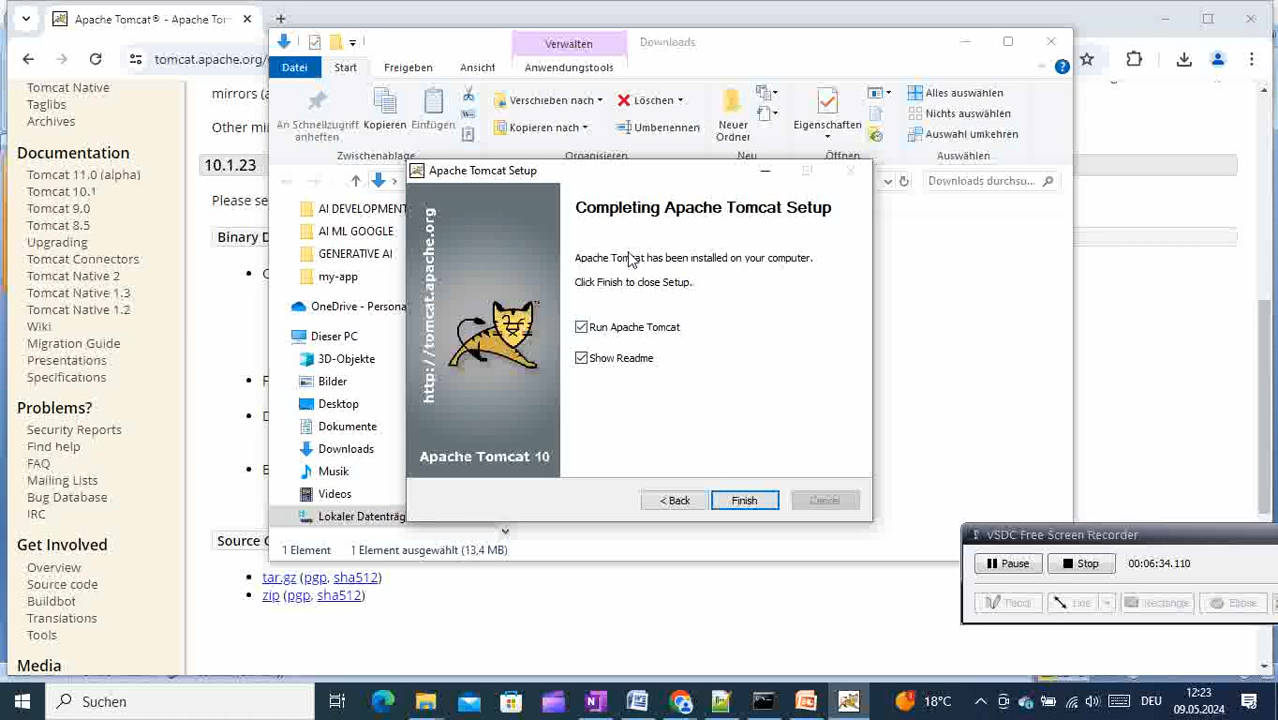 Apache Tomcat® - Apache To
tomcat.apache.org/
Verwalten
Downloads
Datei
Start
Freigeben
Ansicht
Anwendungstools
An Schnellzugriff
anheften
Kopieren
Einfügen
Verschieben nach
Kopieren nach
Löschen
Umbenennen
Neuer
Ordner
Eigenschaften
Alles auswählen
Nichts auswählen
Auswahl umkehren
Zwischenablage
Organisieren
Neu
Öffnen
Auswählen
Downloads durchsu...
Tomcat Native
Taglibs
Archives
Documentation
Tomcat 11.0 (alpha)
Tomcat 10.1
Tomcat 9.0
Tomcat 8.5
Upgrading
Tomcat Connectors
Tomcat Native 2
Tomcat Native 1.3
Tomcat Native 1.2
Wiki
Migration Guide
Presentations
Specifications
Problems?
Security Reports
Find help
FAQ
Mailing Lists
Bug Database
IRC
Get Involved
Overview
Source code
Buildbot
Translations
Tools
Media
mirrors (a
Other mi
10.1.23
Please se
Binary D
Source C
tar.gz (pgp, sha512)
zip (pgp, sha512)
AI DEVELOPMENT
AI ML GOOGLE
GENERATIVE AI
my-app
OneDrive - Persona
Dieser PC
3D-Objekte
Bilder
Desktop
Dokumente
Downloads
Musik
Videos
Lokaler Datenträg
1 Element
1 Element ausgewählt (13,4 MB)
Apache Tomcat Setup
http://tomcat.apache.org
Apache Tomcat 10
Completing Apache Tomcat Setup
Apache Tomcat has been installed on your computer.
Click Finish to close Setup.
Run Apache Tomcat
Show Readme
< Back
Finish
Cancel
VSDC Free Screen Recorder
Pause
Stop
00:06:34.110
Pencil
Line
Rectangle
Ellipse
Suchen
18°C
DEU
12:23
09.05.2024